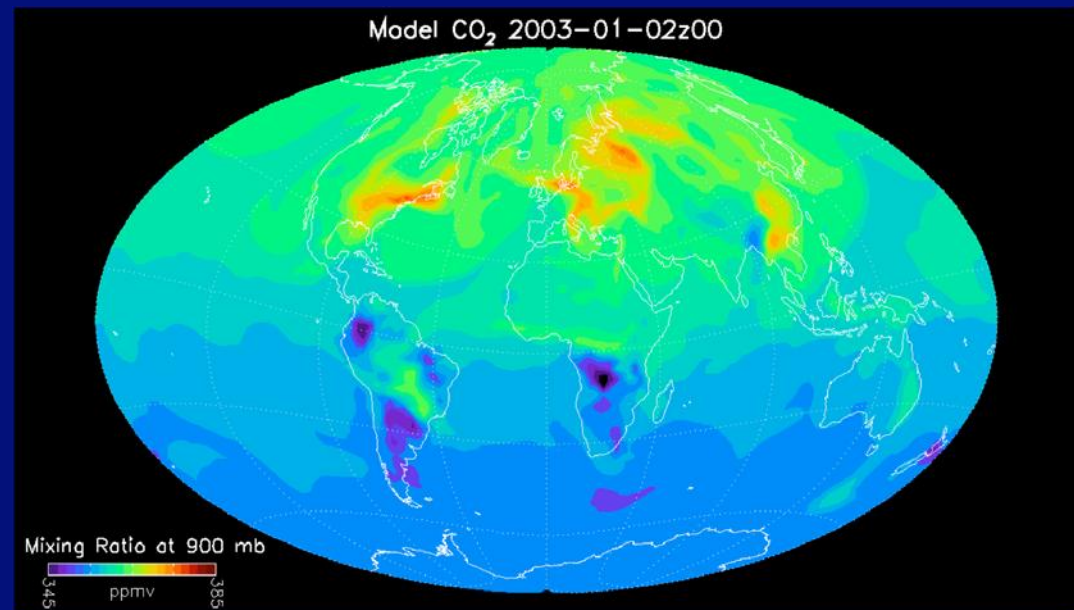 Model CO₂ 2003-01-02z00
Mixing Ratio at 900 mb
345
385
ppmv